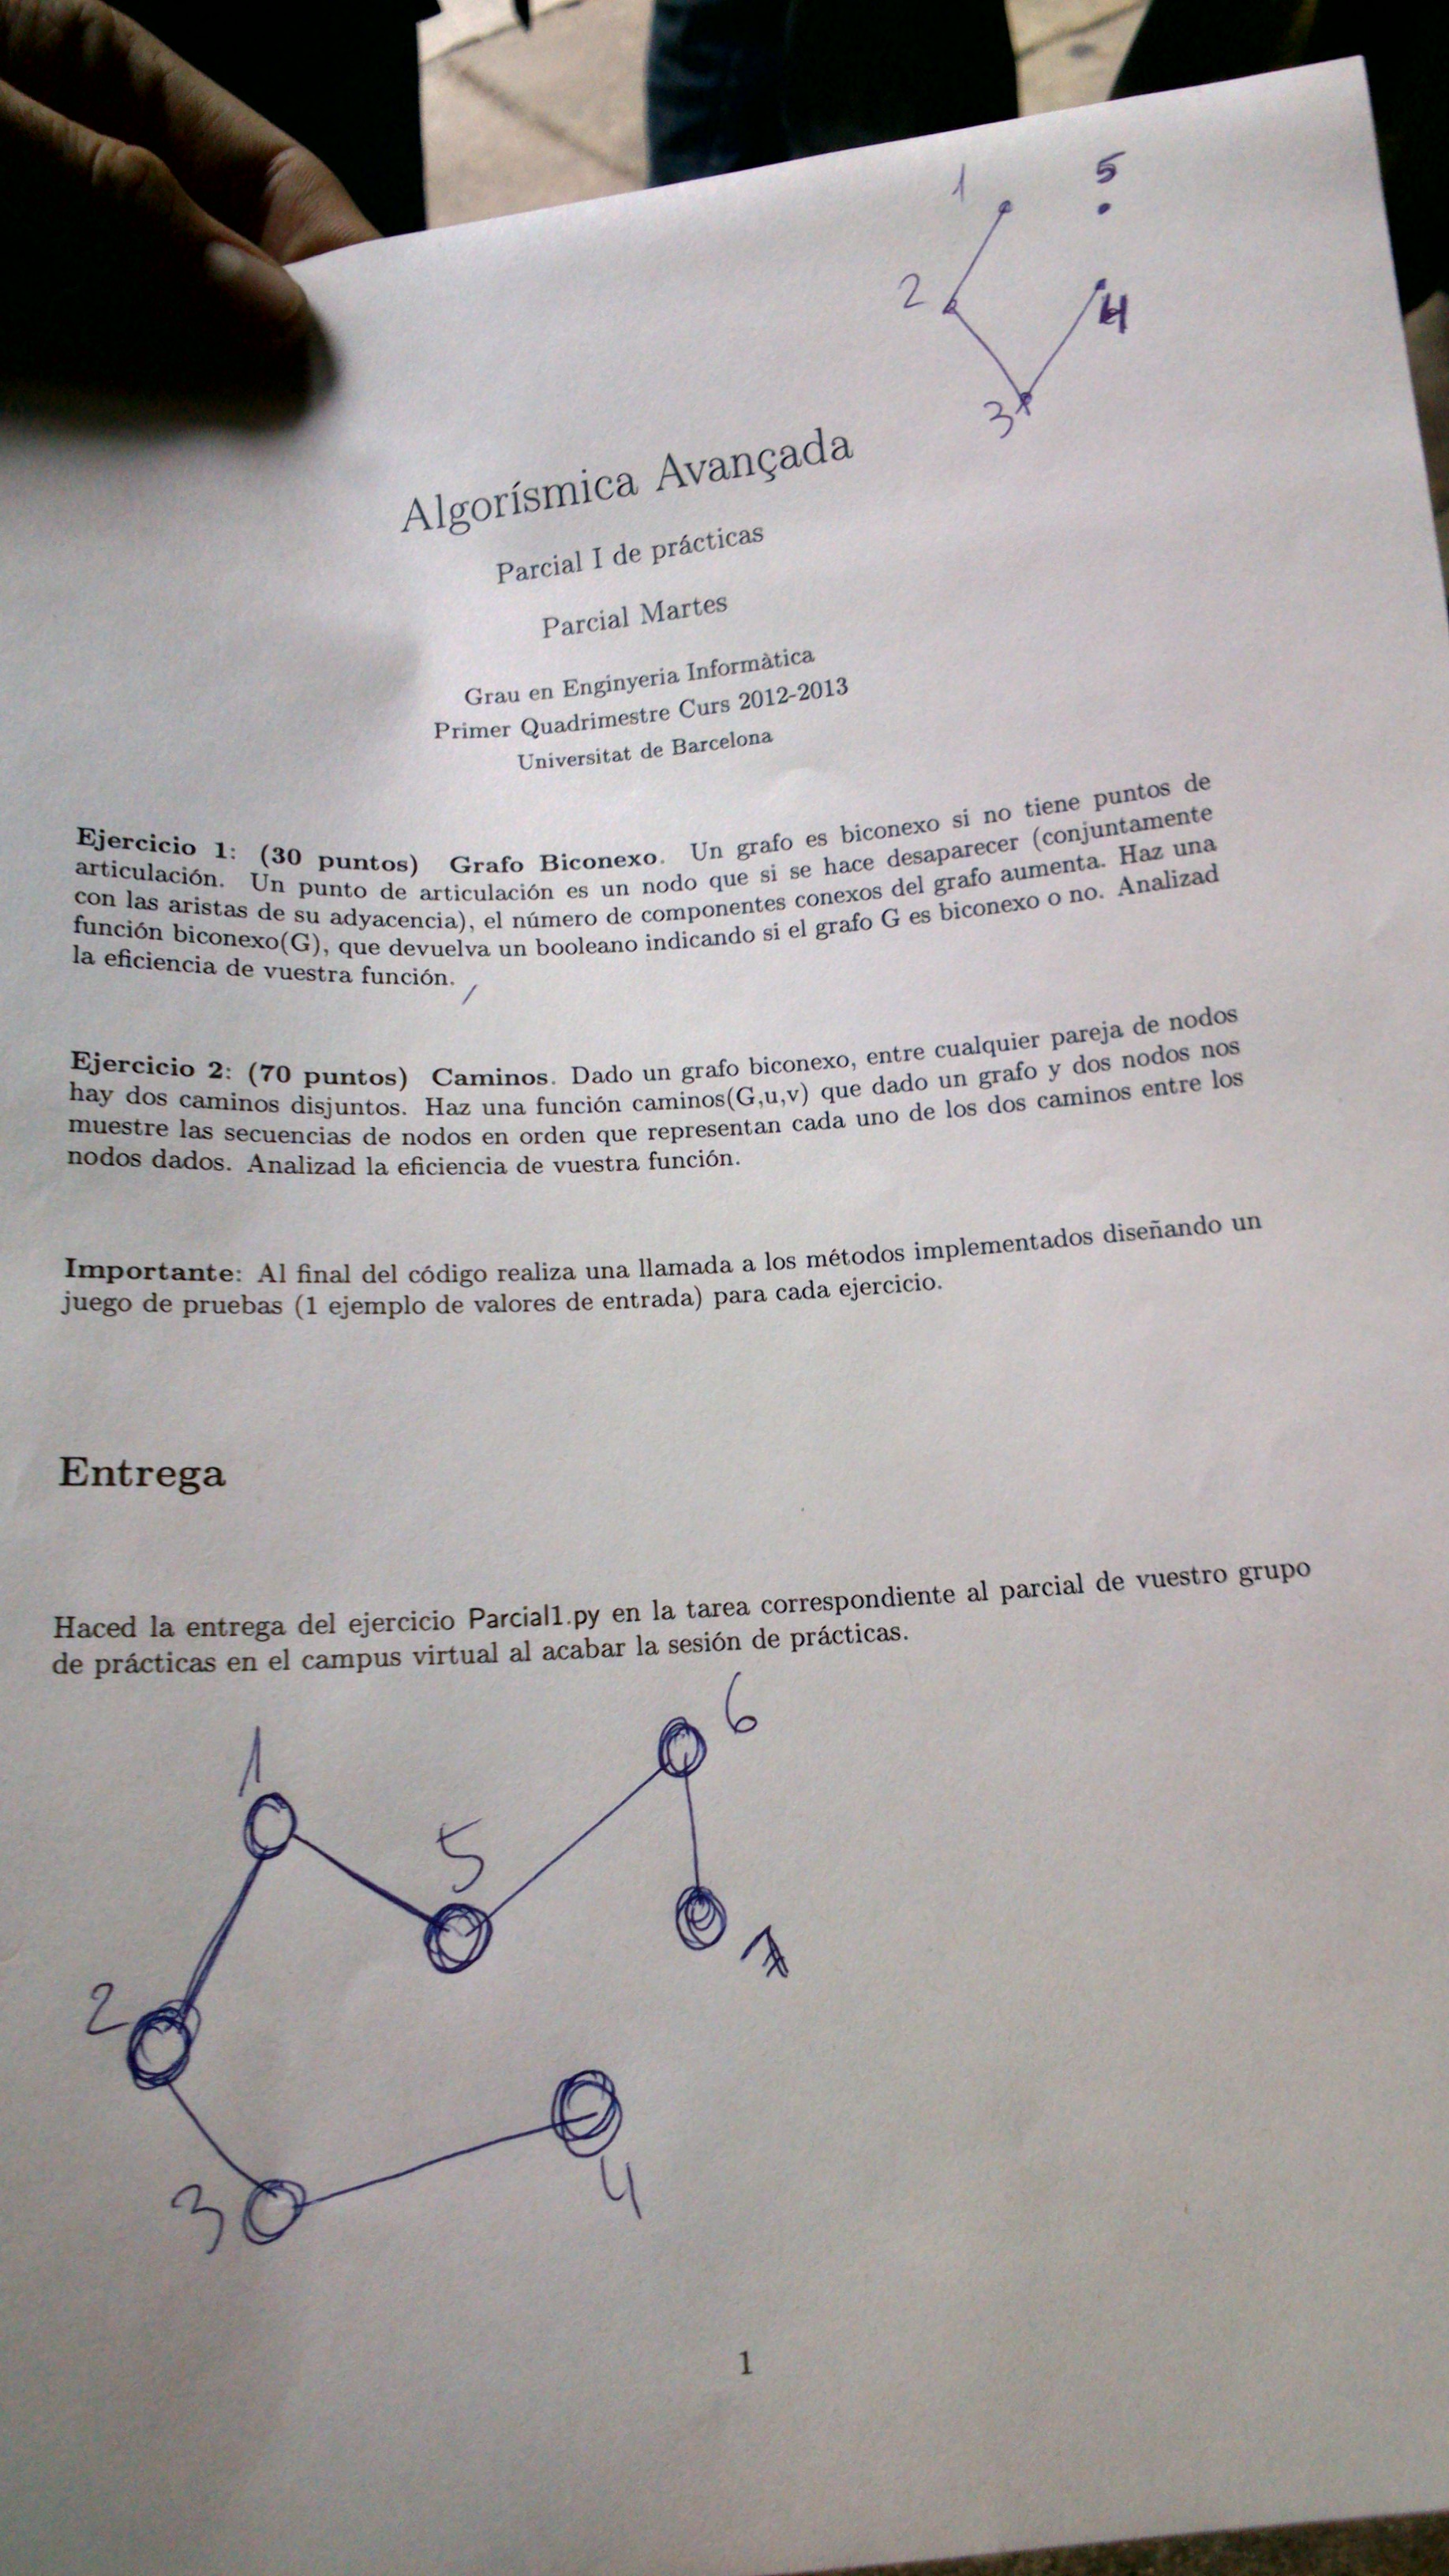 1 5
2 4
3
Algorísmica Avançada
Parcial I de prácticas
Parcial Martes
Grau en Enginyeria Informàtica
Primer Quadrimestre Curs 2012-2013
Universitat de Barcelona
Ejercicio 1: (30 puntos) Grafo Biconexo. Un grafo es biconexo si no tiene puntos de
articulación. Un punto de articulación es un nodo que si se hace desaparecer (conjuntamente
con las aristas de su adyacencia), el número de componentes conexos del grafo aumenta. Haz una
función biconexo(G), que devuelva un booleano indicando si el grafo G es biconexo o no. Analizad
la eficiencia de vuestra función.
Ejercicio 2: (70 puntos) Caminos. Dado un grafo biconexo, entre cualquier pareja de nodos
hay dos caminos disjuntos. Haz una función caminos(G,u,v) que dado un grafo y dos nodos nos
muestre las secuencias de nodos en orden que representan cada uno de los dos caminos entre los
nodos dados. Analizad la eficiencia de vuestra función.
Importante: Al final del código realiza una llamada a los métodos implementados diseñando un
juego de pruebas (1 ejemplo de valores de entrada) para cada ejercicio.
Entrega
Haced la entrega del ejercicio Parcial1.py en la tarea correspondiente al parcial de vuestro grupo
de prácticas en el campus virtual al acabar la sesión de prácticas.
6
1
5
2
3
4
1